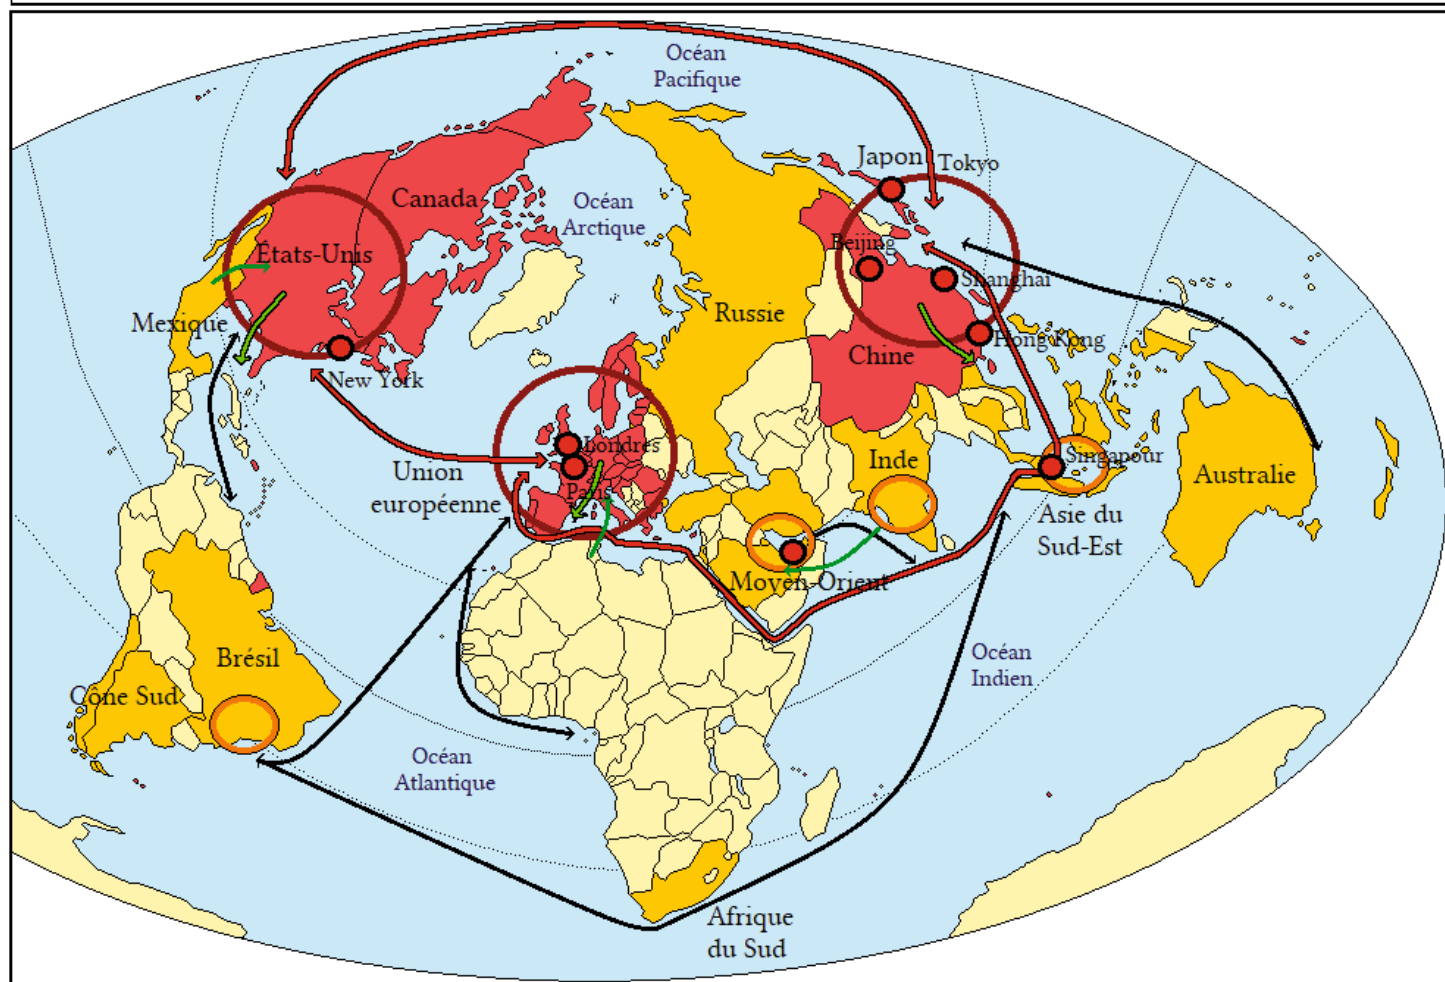 Océan
Pacifique
Japon
Tokyo
Canada
Océan
Arctique
États-Unis
Beijing
Shanghai
Russie
Mexique
Hong Kong
Chine
New York
Londres
Union
européenne
Paris
Inde
Singapour
Australie
Asie du
Sud-Est
Moyen-Orient
Brésil
Océan
Indien
Cône Sud
Océan
Atlantique
Afrique
du Sud